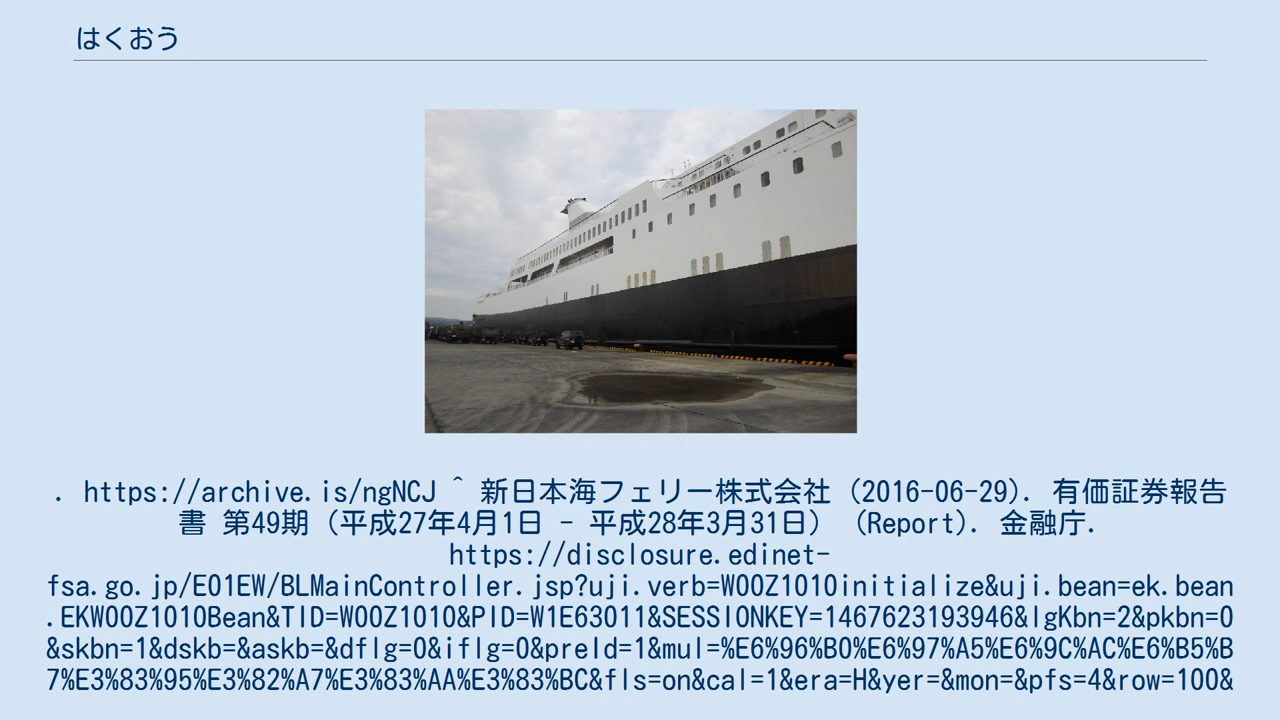 はくおう
. https://archive.is/ngNCJ ^ 新日本海フェリー株式会社 (2016-06-29). 有価証券報告
書 第49期（平成27年4月1日 - 平成28年3月31日） (Report). 金融庁.
https://disclosure.edinet-
fsa.go.jp/E01EW/BLMainController.jsp?uji.verb=W00Z1010initialize&uji.bean=ek.bean
.EKW00Z1010Bean&TID=W00Z1010&PID=W1E63011&SESSIONKEY=1467623193946&lgKbn=2&pkbn=0
&skbn=1&dskb=&askb=&dflg=0&iflg=0&preId=1&mul=%E6%96%B0%E6%97%A5%E6%9C%AC%E6%B5%B
7%E3%83%95%E3%82%A7%E3%83%AA%E3%83%BC&fls=on&cal=1&era=H&yer=&mon=&pfs=4&row=100&